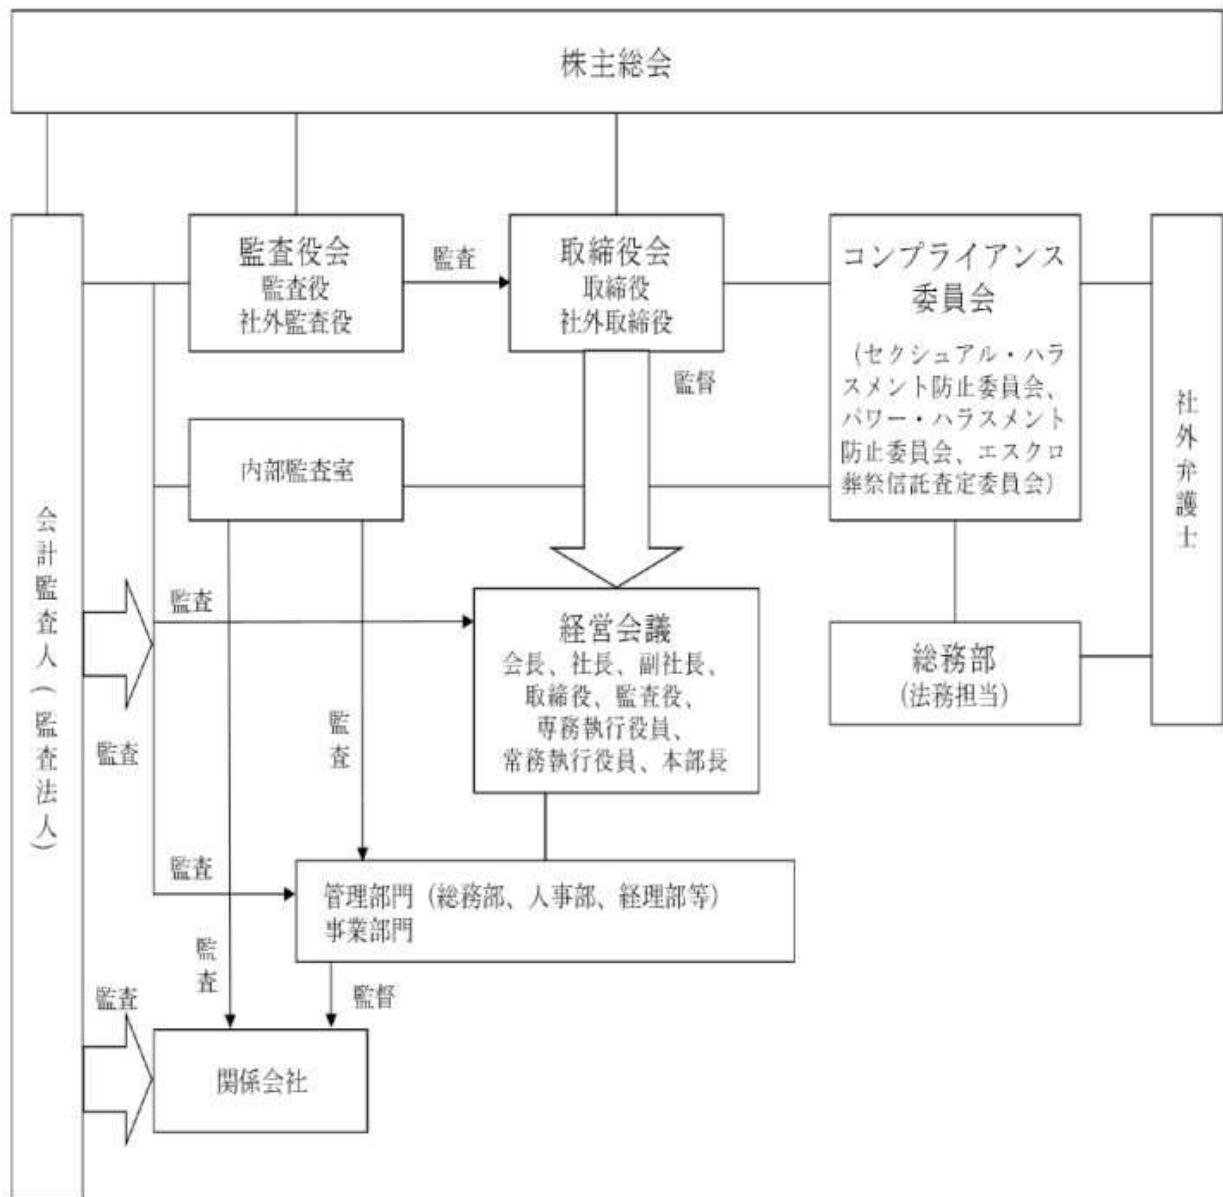 株主総会
監査役会
監査役
社外監査役
監査
取締役会
取締役
社外取締役
コンプライアンス
委員会
（セクシュアル・ハラ
スメント防止委員会、
パワー・ハラスメント
防止委員会、エスクロ
葬祭信託査定委員会）
社外弁護士
監督
内部監査室
会計監査人(監査法人)
監査
監査
監査
経営会議
会長、社長、副社長、
取締役、監査役、
専務執行役員、
常務執行役員、本部長
総務部
(法務担当)
監査
管理部門（総務部、人事部、経理部等）
事業部門
監査
監督
監査
関係会社